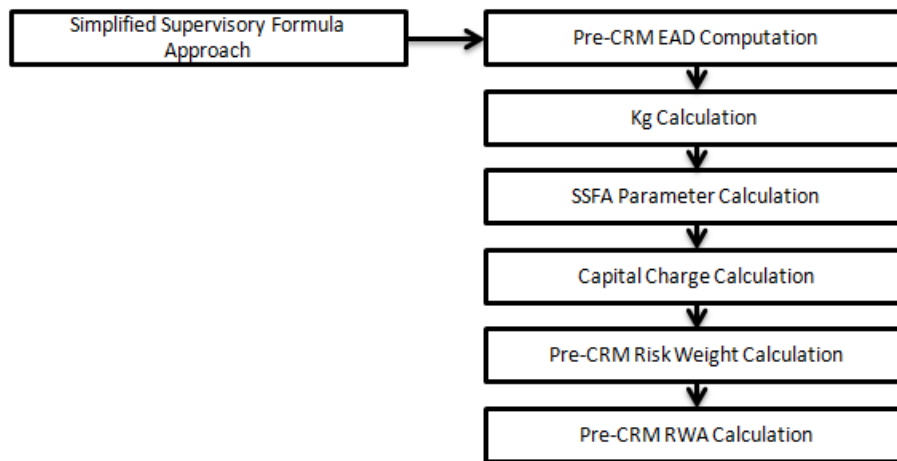 Simplified Supervisory Formula
Approach
Pre-CRM EAD Computation
Kg Calculation
SSFA Parameter Calculation
Capital Charge Calculation
Pre-CRM Risk Weight Calculation
Pre-CRM RWA Calculation